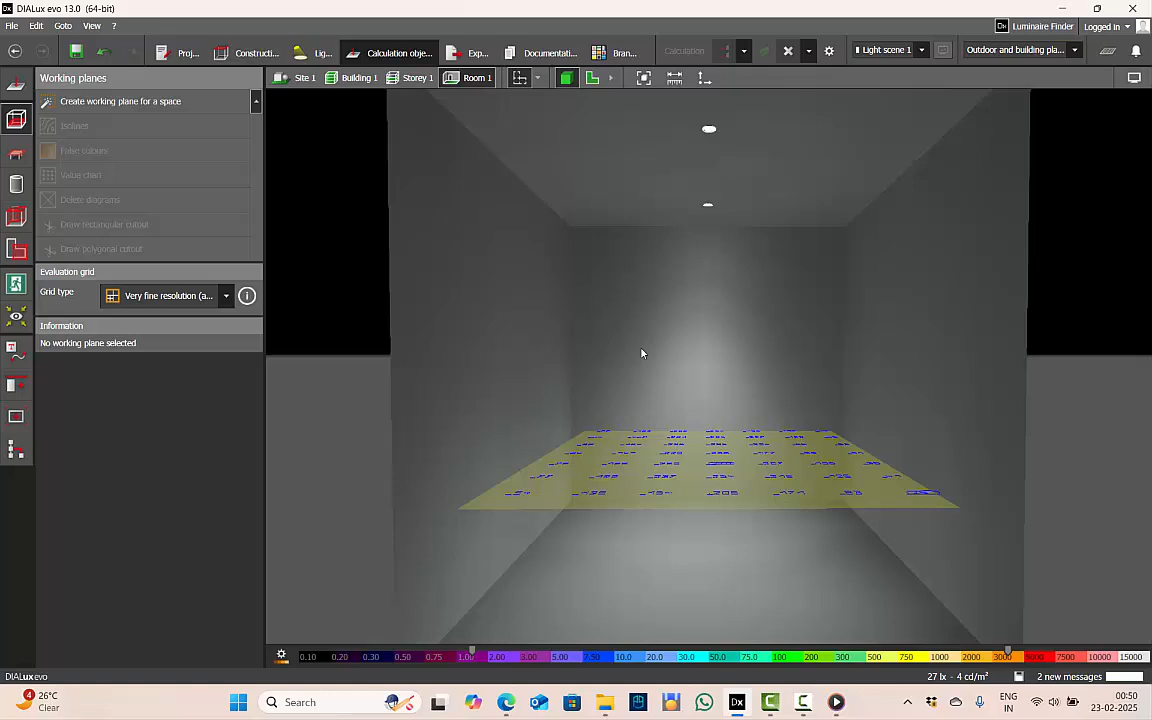 DIALux evo 13.0 (64-bit)
File Edit Goto View ?
Luminaire Finder Logged in
Proj... Constructi... Lig... Calculation obje... Exp... Documentati... Bran... Calculation Light scene 1 Outdoor and building pla...
Working planes
Site 1 Building 1 Storey 1 Room 1
Create working plane for a space
Isolines
False colours
Value chart
Delete diagrams
Draw rectangular cutout
Draw polygonal cutout
Evaluation grid
Grid type Very fine resolution (a...
Information
No working plane selected
0.10 0.20 0.30 0.50 0.75 1.00 2.00 3.00 5.00 7.50 10.0 20.0 30.0 50.0 75.0 100 200 300 500 750 1000 2000 3000 5000 7500 10000 15000
DIALux evo
27 lx - 4 cd/m²
2 new messages
4
26°C
Clear
Search
ENG
IN
00:50
23-02-2025